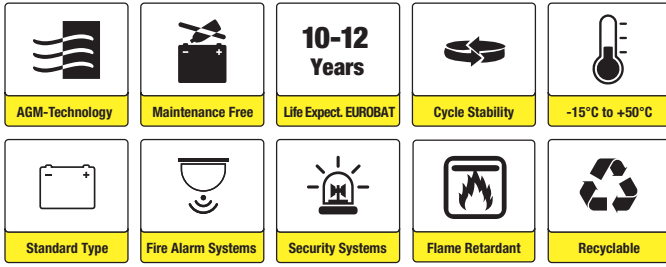 10-12
Years
AGM-Technology
Maintenance Free
Life Expect. EUROBAT
Cycle Stability
-15°C to +50°C
Standard Type
Fire Alarm Systems
Security Systems
Flame Retardant
Recyclable